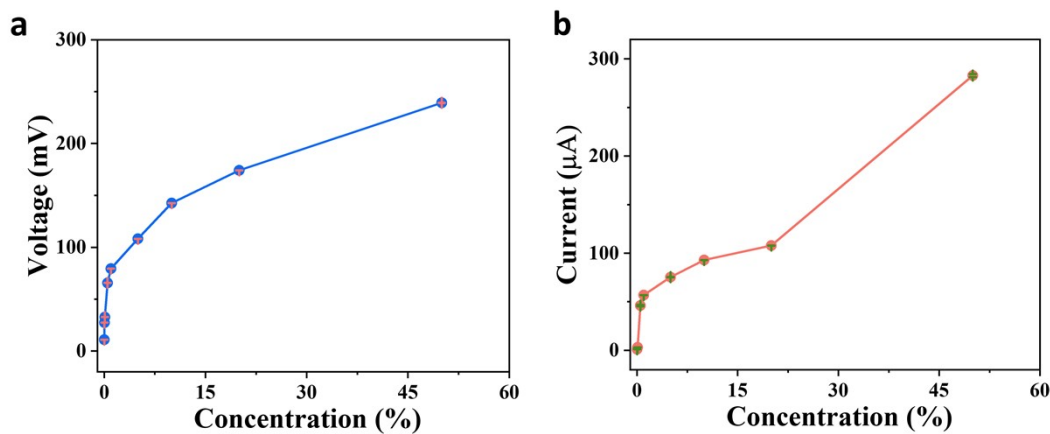 a
300
200
100
0
Voltage (mV)
0 15 30 45 60
Concentration (%)
b
300
200
100
0
Current (μA)
0 15 30 45 60
Concentration (%)